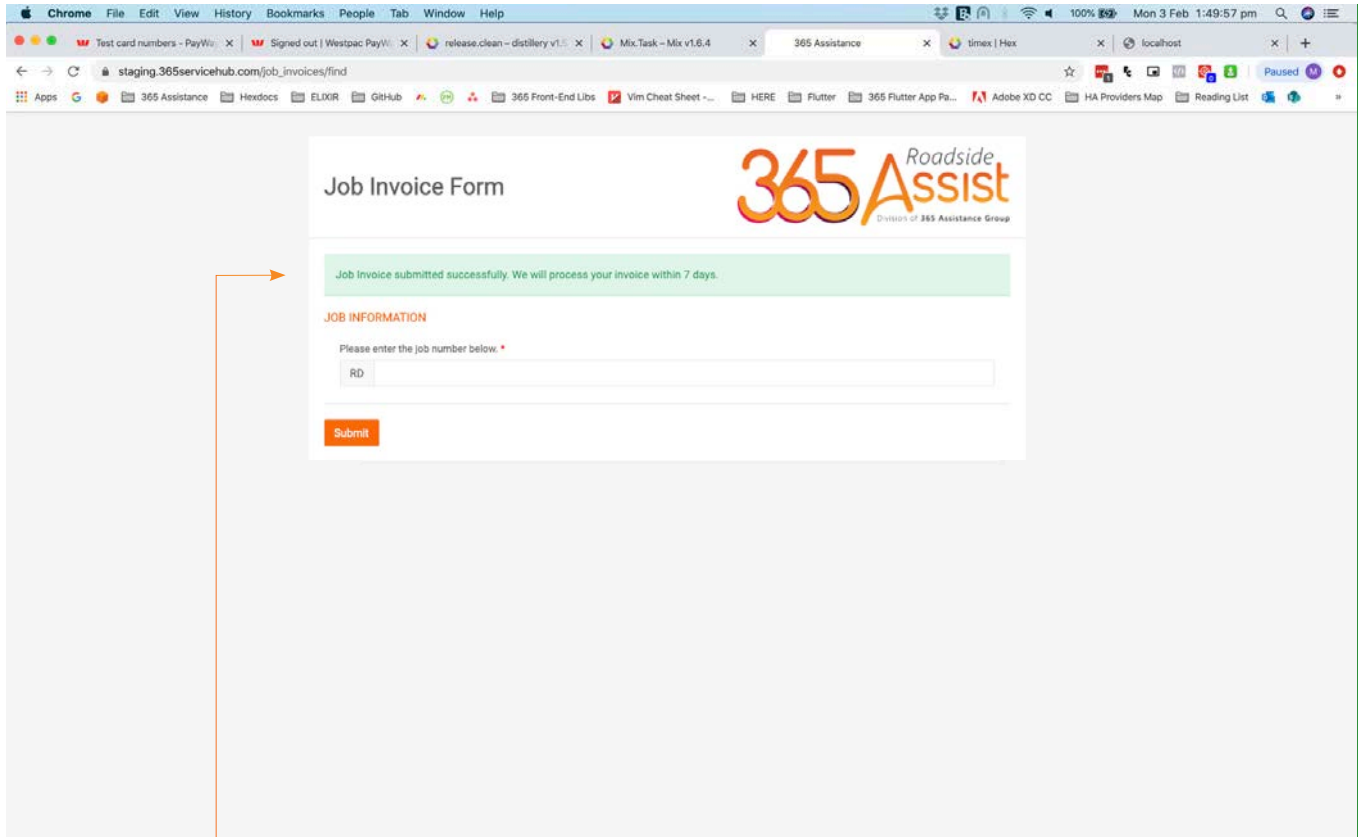 Chrome File Edit View History Bookmarks People Tab Window Help 100% Mon 3 Feb 1:49:57 pm
Test card numbers - PayWa Signed out | Westpac PayW release.clean – distillery v1.5 Mix.Task – Mix v1.6.4 365 Assistance timex | Hex localhost
staging.365servicehub.com/job_invoices/find Paused M
Apps 365 Assistance Hexdocs ELIXIR GitHub 365 Front-End Libs Vim Cheat Sheet -... HERE Flutter 365 Flutter App Pa... Adobe XD CC HA Providers Map Reading List »
Job Invoice Form
365 Roadside Assist
Division of 365 Assistance Group
Job Invoice submitted successfully. We will process your invoice within 7 days.
JOB INFORMATION
Please enter the job number below. *
RD
Submit